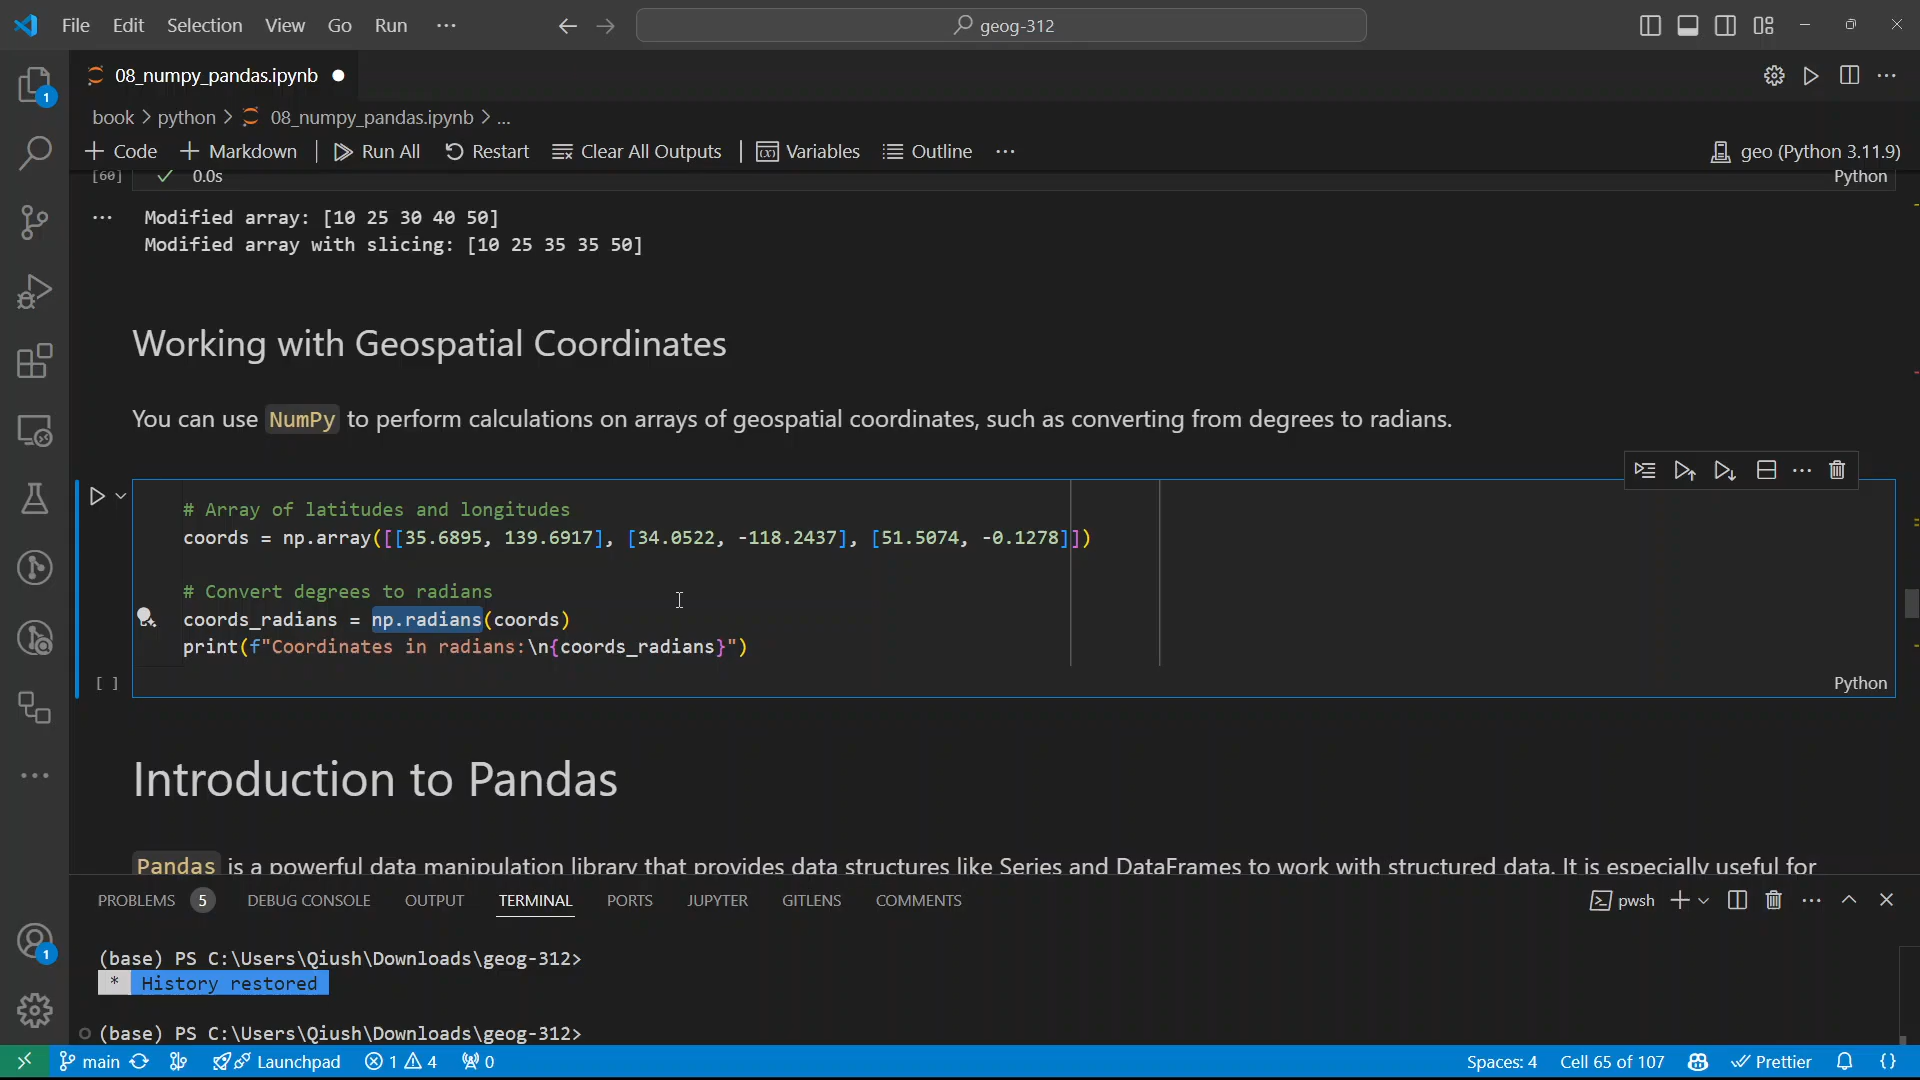 File Edit Selection View Go Run ...
geog-312
08_numpy_pandas.ipynb
book > python > 08_numpy_pandas.ipynb > ...
+ Code + Markdown Run All Restart Clear All Outputs Variables Outline ... geo (Python 3.11.9)
[60] 0.0s Python
Modified array: [10 25 30 40 50]
Modified array with slicing: [10 25 35 35 50]
Working with Geospatial Coordinates
You can use NumPy to perform calculations on arrays of geospatial coordinates, such as converting from degrees to radians.
# Array of latitudes and longitudes
coords = np.array([[35.6895, 139.6917], [34.0522, -118.2437], [51.5074, -0.1278]])
# Convert degrees to radians
coords_radians = np.radians(coords)
print(f"Coordinates in radians:\n{coords_radians}")
[ ] Python
Introduction to Pandas
Pandas is a powerful data manipulation library that provides data structures like Series and DataFrames to work with structured data. It is especially useful for
PROBLEMS 5 DEBUG CONSOLE OUTPUT TERMINAL PORTS JUPYTER GITLENS COMMENTS pwsh
(base) PS C:\Users\Qiush\Downloads\geog-312>
* History restored
(base) PS C:\Users\Qiush\Downloads\geog-312>
main Launchpad 1 4 0 Spaces: 4 Cell 65 of 107 Prettier {}